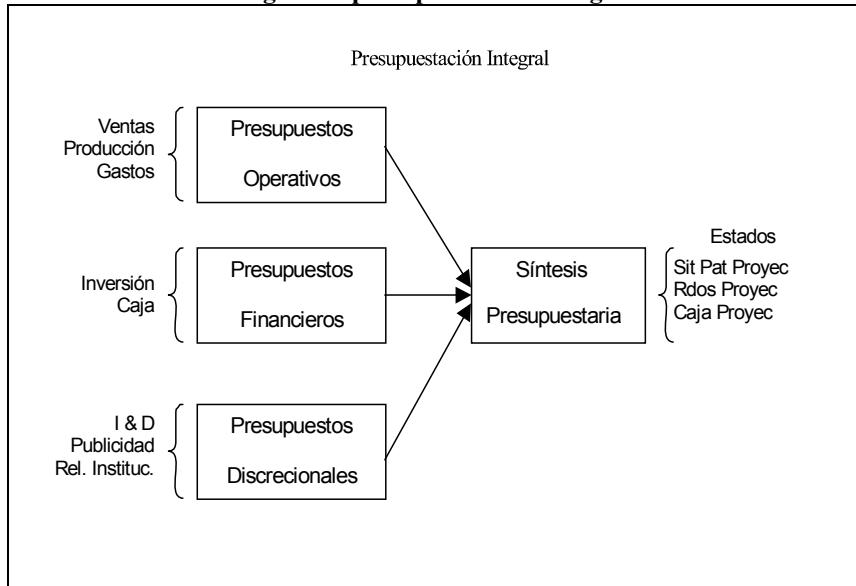 Presupuestación Integral
Ventas
Producción
Gastos
Presupuestos
Operativos
Inversión
Caja
Presupuestos
Financieros
I & D
Publicidad
Rel. Instituc.
Presupuestos
Discrecionales
Síntesis
Presupuestaria
Estados
Sit Pat Proyec
Rdos Proyec
Caja Proyec